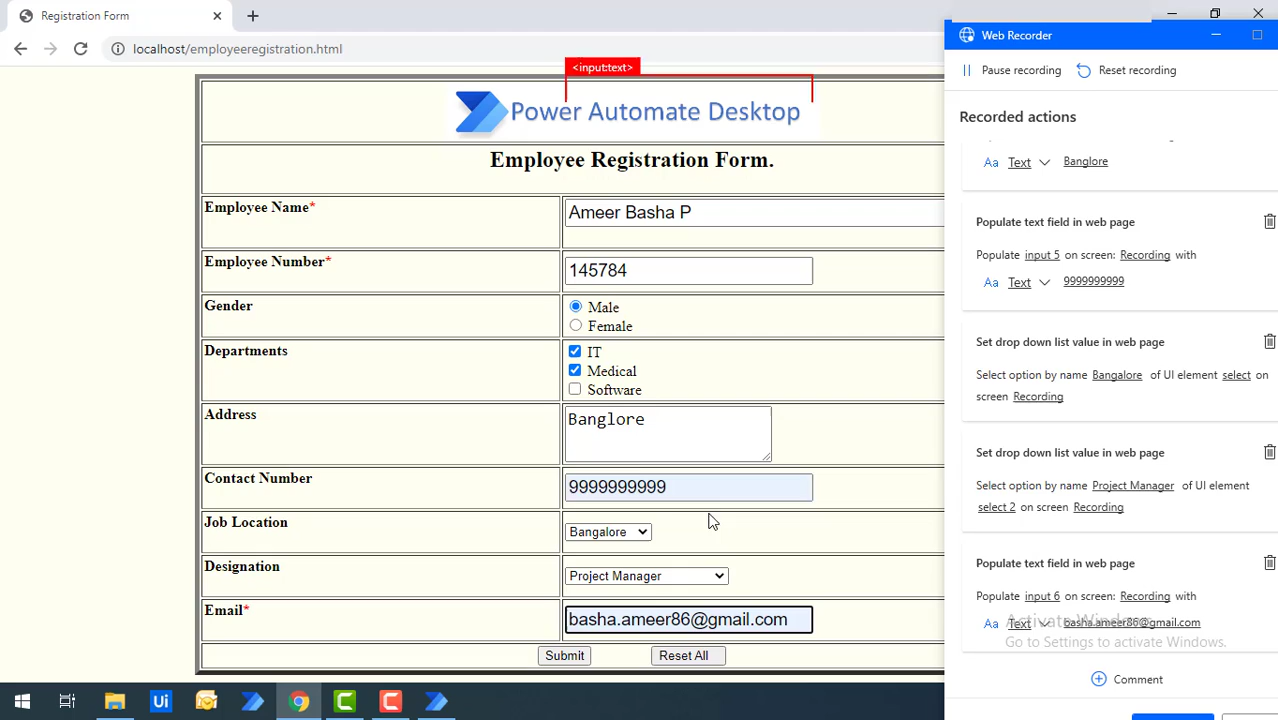 Registration Form
localhost/employeeregistration.html
<input:text>
Power Automate Desktop
Employee Registration Form.
Employee Name*
Ameer Basha P
Employee Number*
145784
Gender
Male
Female
Departments
IT
Medical
Software
Address
Banglore
Contact Number
9999999999
Job Location
Bangalore
Designation
Project Manager
Email*
basha.ameer86@gmail.com
Submit
Reset All
Web Recorder
Pause recording
Reset recording
Recorded actions
Aa Text Banglore
Populate text field in web page
Populate input 5 on screen: Recording with
Aa Text 9999999999
Set drop down list value in web page
Select option by name Bangalore of UI element select on
screen Recording
Set drop down list value in web page
Select option by name Project Manager of UI element
select 2 on screen Recording
Populate text field in web page
Populate input 6 on screen: Recording with
Aa Text basha.ameer86@gmail.com
Activate Windows
Go to Settings to activate Windows.
Comment
Ui